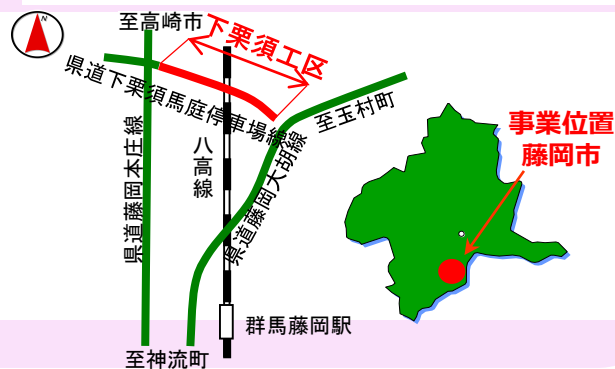 N
至高崎市
下栗須工区
県道下栗須馬庭停車場線
至玉村町
県道藤岡本庄線
八高線
県道藤岡大胡線
事業位置
藤岡市
群馬藤岡駅
至神流町